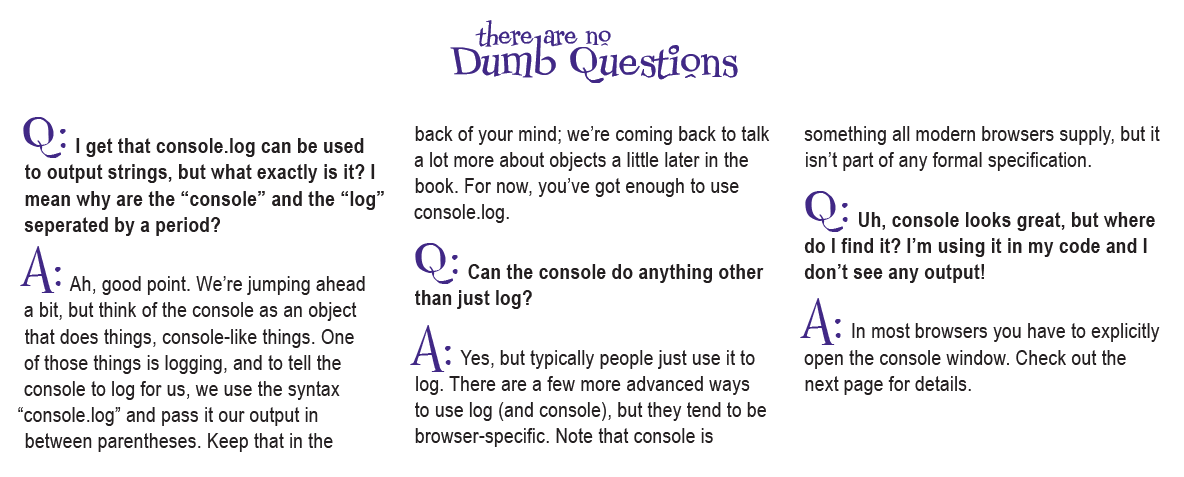 there are no
Dumb Questions
Q: I get that console.log can be used
to output strings, but what exactly is it? I
mean why are the “console” and the “log”
seperated by a period?
A: Ah, good point. We’re jumping ahead
a bit, but think of the console as an object
that does things, console-like things. One
of those things is logging, and to tell the
console to log for us, we use the syntax
“console.log” and pass it our output in
between parentheses. Keep that in the
back of your mind; we’re coming back to talk
a lot more about objects a little later in the
book. For now, you’ve got enough to use
console.log.
Q: Can the console do anything other
than just log?
A: Yes, but typically people just use it to
log. There are a few more advanced ways
to use log (and console), but they tend to be
browser-specific. Note that console is
something all modern browsers supply, but it
isn’t part of any formal specification.
Q: Uh, console looks great, but where
do I find it? I’m using it in my code and I
don’t see any output!
A: In most browsers you have to explicitly
open the console window. Check out the
next page for details.